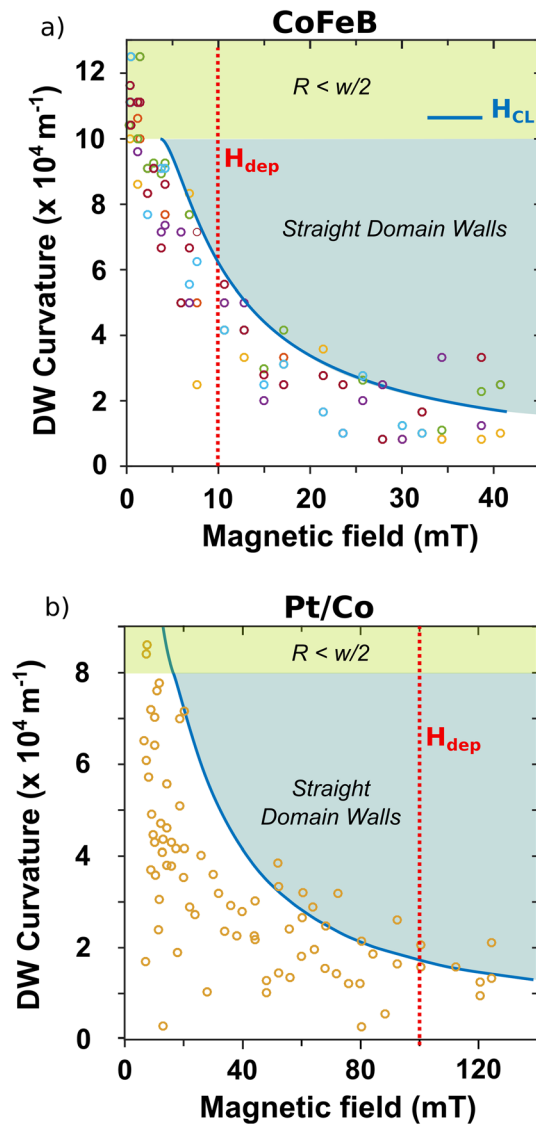 a)
CoFeB
DW Curvature (x 10⁴ m⁻¹)
12
10
8
6
4
2
0
R < w/2
H_CL
H_dep
Straight Domain Walls
0 10 20 30 40
Magnetic field (mT)
b)
Pt/Co
DW Curvature (x 10⁴ m⁻¹)
8
6
4
2
0
R < w/2
H_dep
Straight
Domain Walls
0 40 80 120
Magnetic field (mT)